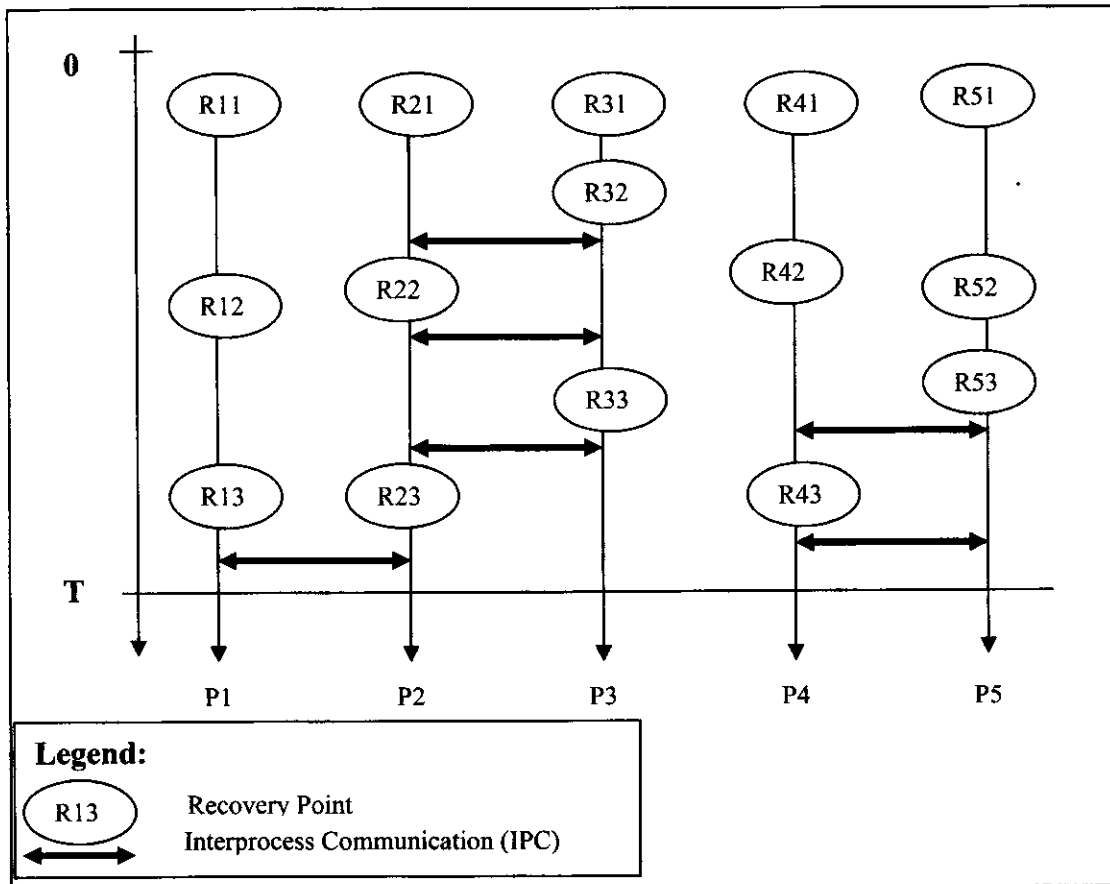 0
R11 R21 R31 R41 R51
R32
R42
R22 R52
R12
R53
R33
R13 R23 R43
T
P1 P2 P3 P4 P5
Legend:
R13 Recovery Point
Interprocess Communication (IPC)